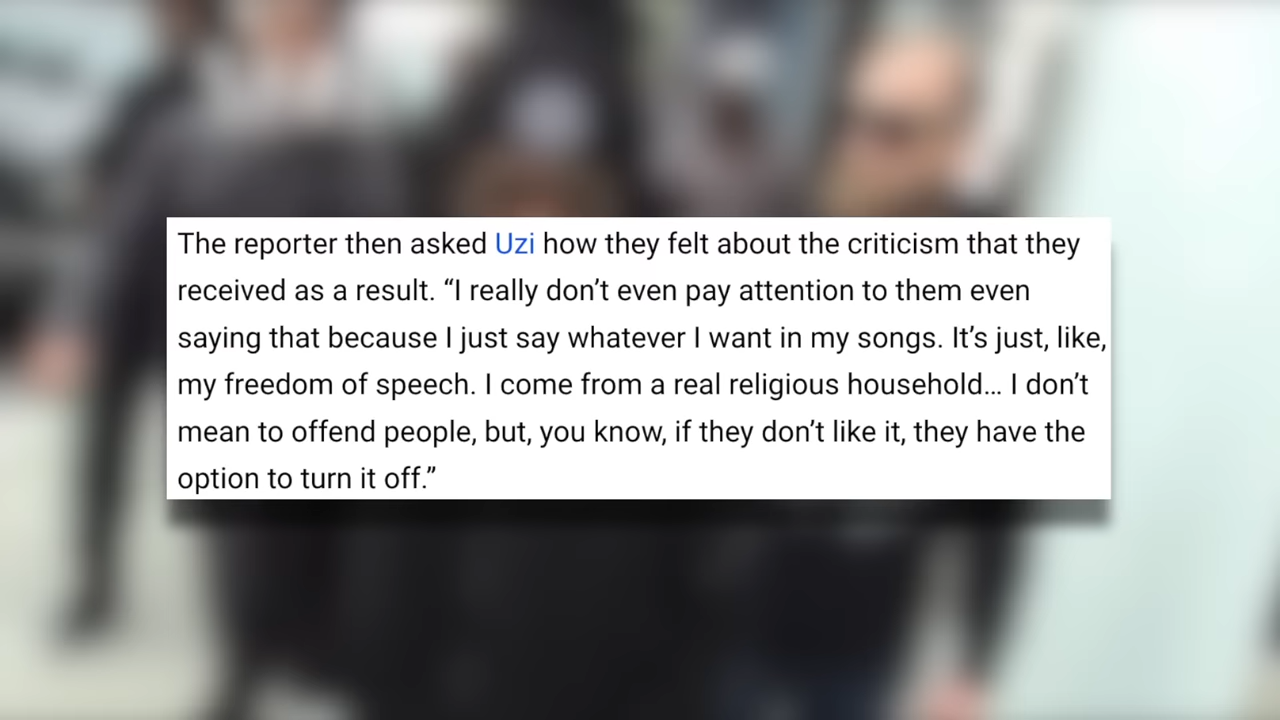 The reporter then asked Uzi how they felt about the criticism that they
received as a result. “I really don’t even pay attention to them even
saying that because I just say whatever I want in my songs. It’s just, like,
my freedom of speech. I come from a real religious household… I don’t
mean to offend people, but, you know, if they don’t like it, they have the
option to turn it off.”